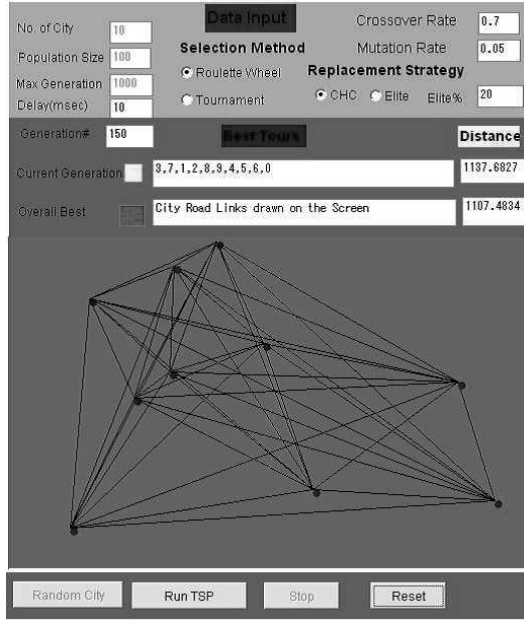 No. of City 10
Population Size 100
Max Generation 1000
Delay(msec) 10
Data Input
Selection Method
Roulette Wheel
Tournament
Crossover Rate 0.7
Mutation Rate 0.05
Replacement Strategy
CHC Elite Elite% 20
Generation# 150 Best Tours Distance
Current Generation 3,7,1,2,8,9,4,5,6,0 1137.6827
Overall Best City Road Links drawn on the Screen 1107.4834
Random City Run TSP Stop Reset